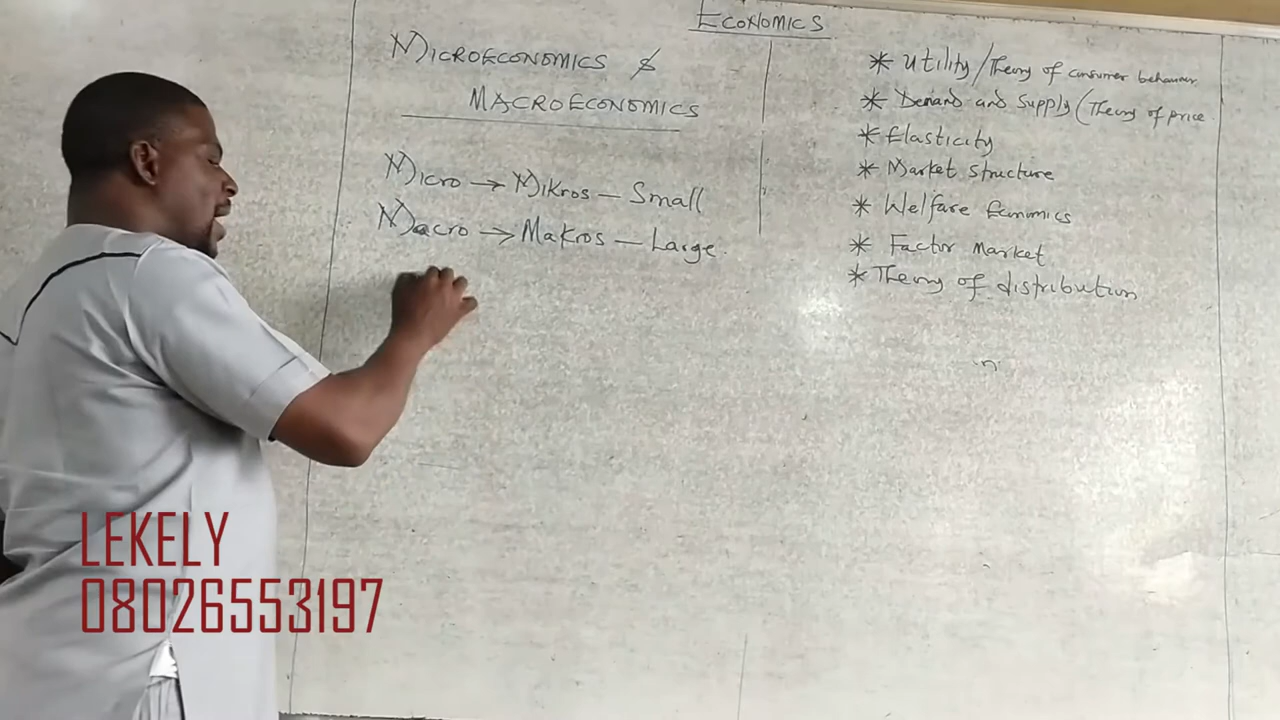 ECONOMICS
MICROECONOMICS &
MACROECONOMICS
Micro → Mikros – Small
Macro → Makros – Large.
* Utility/Theory of consumer behaviour
* Demand and Supply (Theory of price
* Elasticity
* Market Structure
* Welfare Economics
* Factor Market
* Theory of distribution
LEKELY
08026553197